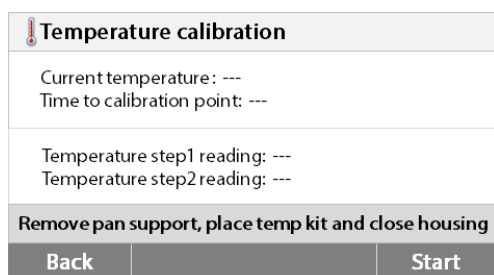 Temperature calibration
Current temperature: ---
Time to calibration point: ---
Temperature step1 reading: ---
Temperature step2 reading: ---
Remove pan support, place temp kit and close housing
Back Start